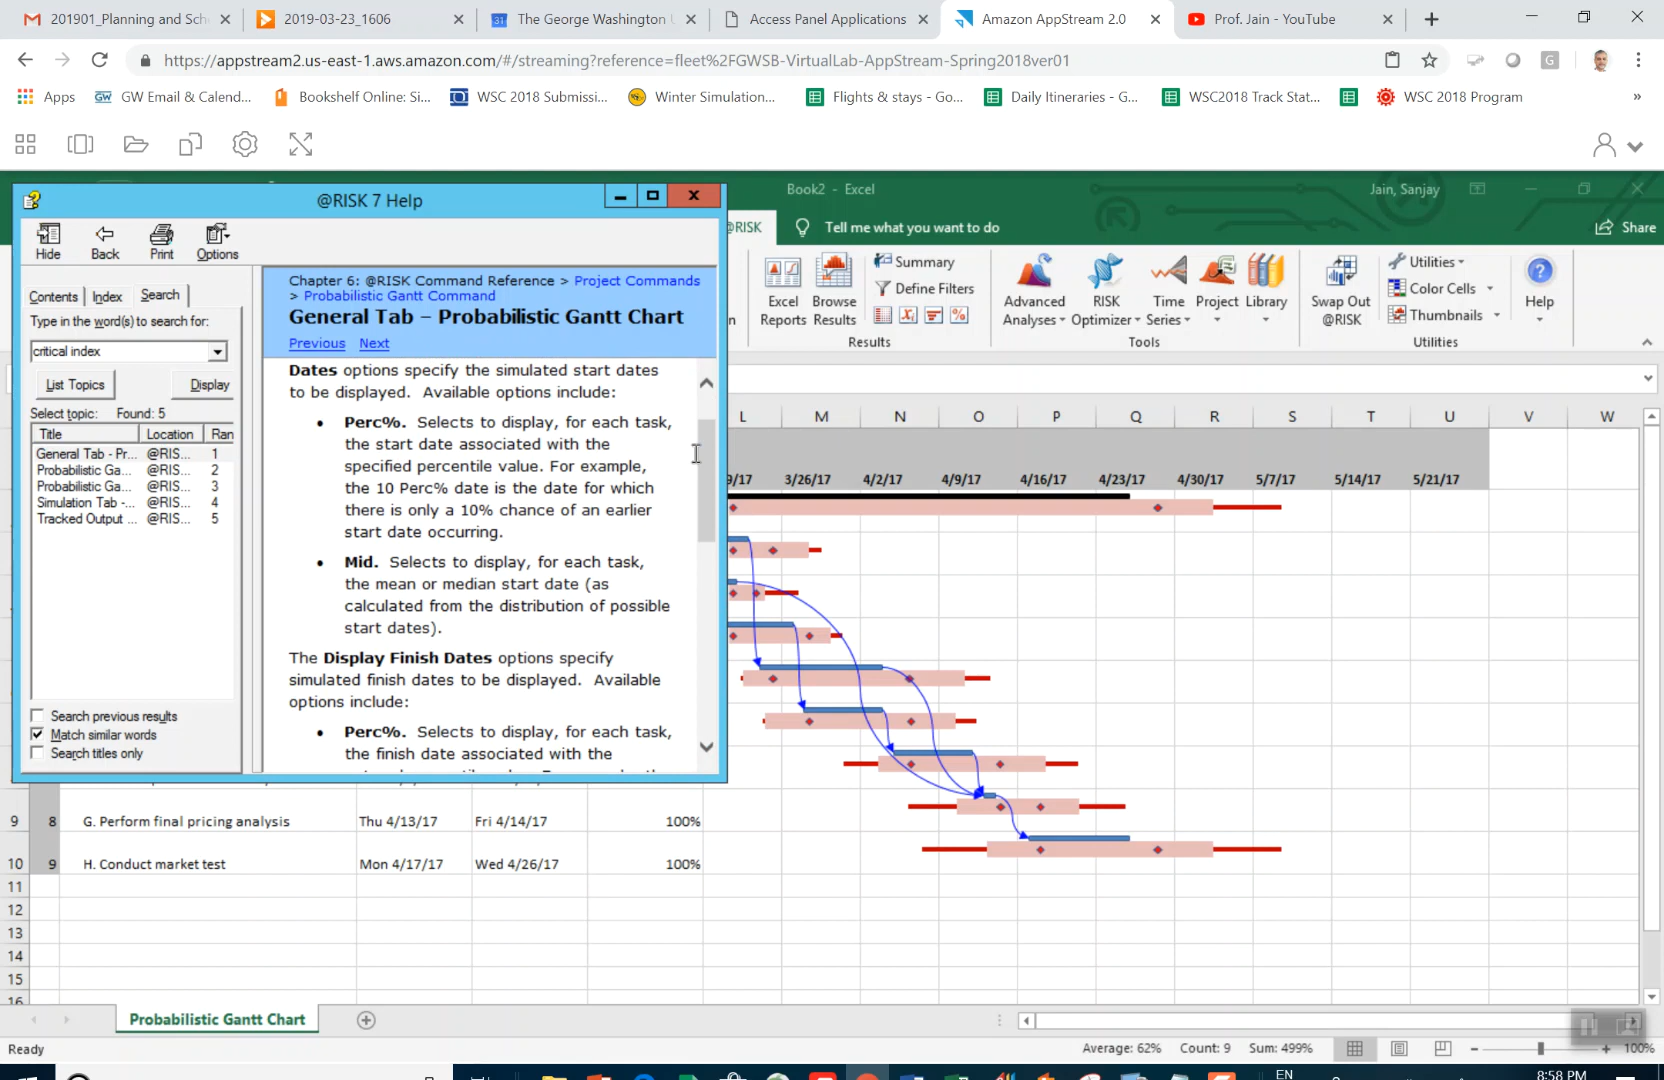 201901_Planning and Sch
2019-03-23_1606
The George Washington U
Access Panel Applications
Amazon AppStream 2.0
Prof. Jain - YouTube
https://appstream2.us-east-1.aws.amazon.com/#/streaming?reference=fleet%2FGWSB-VirtualLab-AppStream-Spring2018ver01
Apps
GW Email & Calend...
Bookshelf Online: Si...
WSC 2018 Submissi...
Winter Simulation...
Flights & stays - Go...
Daily Itineraries - G...
WSC2018 Track Stat...
WSC 2018 Program
»
Book2 - Excel
Jain, Sanjay
@RISK
Tell me what you want to do
Share
Excel Reports
Browse Results
Summary
Define Filters
Results
Advanced Analyses
RISK Optimizer
Time Series
Project
Library
Tools
Swap Out @RISK
Utilities
Color Cells
Thumbnails
Utilities
Help
@RISK 7 Help
Hide
Back
Print
Options
Contents
Index
Search
Type in the word(s) to search for:
critical index
List Topics
Display
Select topic: Found: 5
Title Location Ran
General Tab - Pr... @RIS... 1
Probabilistic Ga... @RIS... 2
Probabilistic Ga... @RIS... 3
Simulation Tab -... @RIS... 4
Tracked Output ... @RIS... 5
Search previous results
Match similar words
Search titles only
Chapter 6: @RISK Command Reference > Project Commands
> Probabilistic Gantt Command
General Tab – Probabilistic Gantt Chart
Previous Next
Dates options specify the simulated start dates
to be displayed. Available options include:
• Perc%. Selects to display, for each task,
the start date associated with the
specified percentile value. For example,
the 10 Perc% date is the date for which
there is only a 10% chance of an earlier
start date occurring.
• Mid. Selects to display, for each task,
the mean or median start date (as
calculated from the distribution of possible
start dates).
The Display Finish Dates options specify
simulated finish dates to be displayed. Available
options include:
• Perc%. Selects to display, for each task,
the finish date associated with the
L M N O P Q R S T U V W
9/17 3/26/17 4/2/17 4/9/17 4/16/17 4/23/17 4/30/17 5/7/17 5/14/17 5/21/17
9 8 G. Perform final pricing analysis Thu 4/13/17 Fri 4/14/17 100%
10 9 H. Conduct market test Mon 4/17/17 Wed 4/26/17 100%
11
12
13
14
15
16
Probabilistic Gantt Chart
Ready
Average: 62% Count: 9 Sum: 499%
100%
EN
8:58 PM